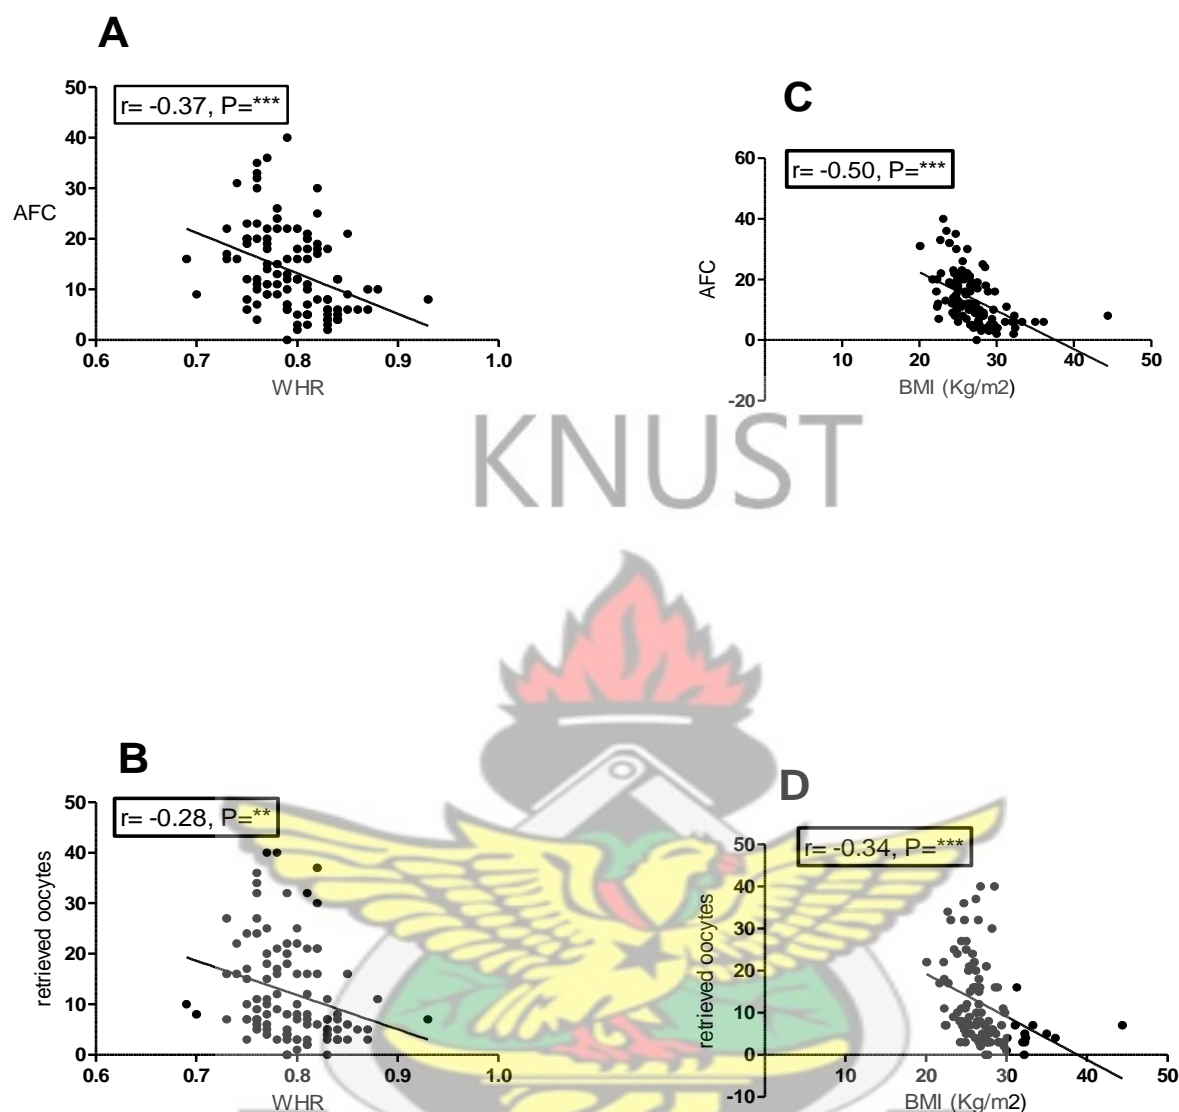 A
r= -0.37, P=***
50
40
30
20
10
0
AFC
0.6 0.7 0.8 0.9 1.0
WHR
C
r= -0.50, P=***
60
40
20
0
-20
AFC
10 20 30 40 50
BMI (Kg/m2)
KNUST
B
r= -0.28, P=**
50
40
30
20
10
0
retrieved oocytes
0.6 0.7 0.8 0.9 1.0
WHR
D
r= -0.34, P=***
50
40
30
20
10
0
-10
retrieved oocytes
10 20 30 40 50
BMI (Kg/m2)